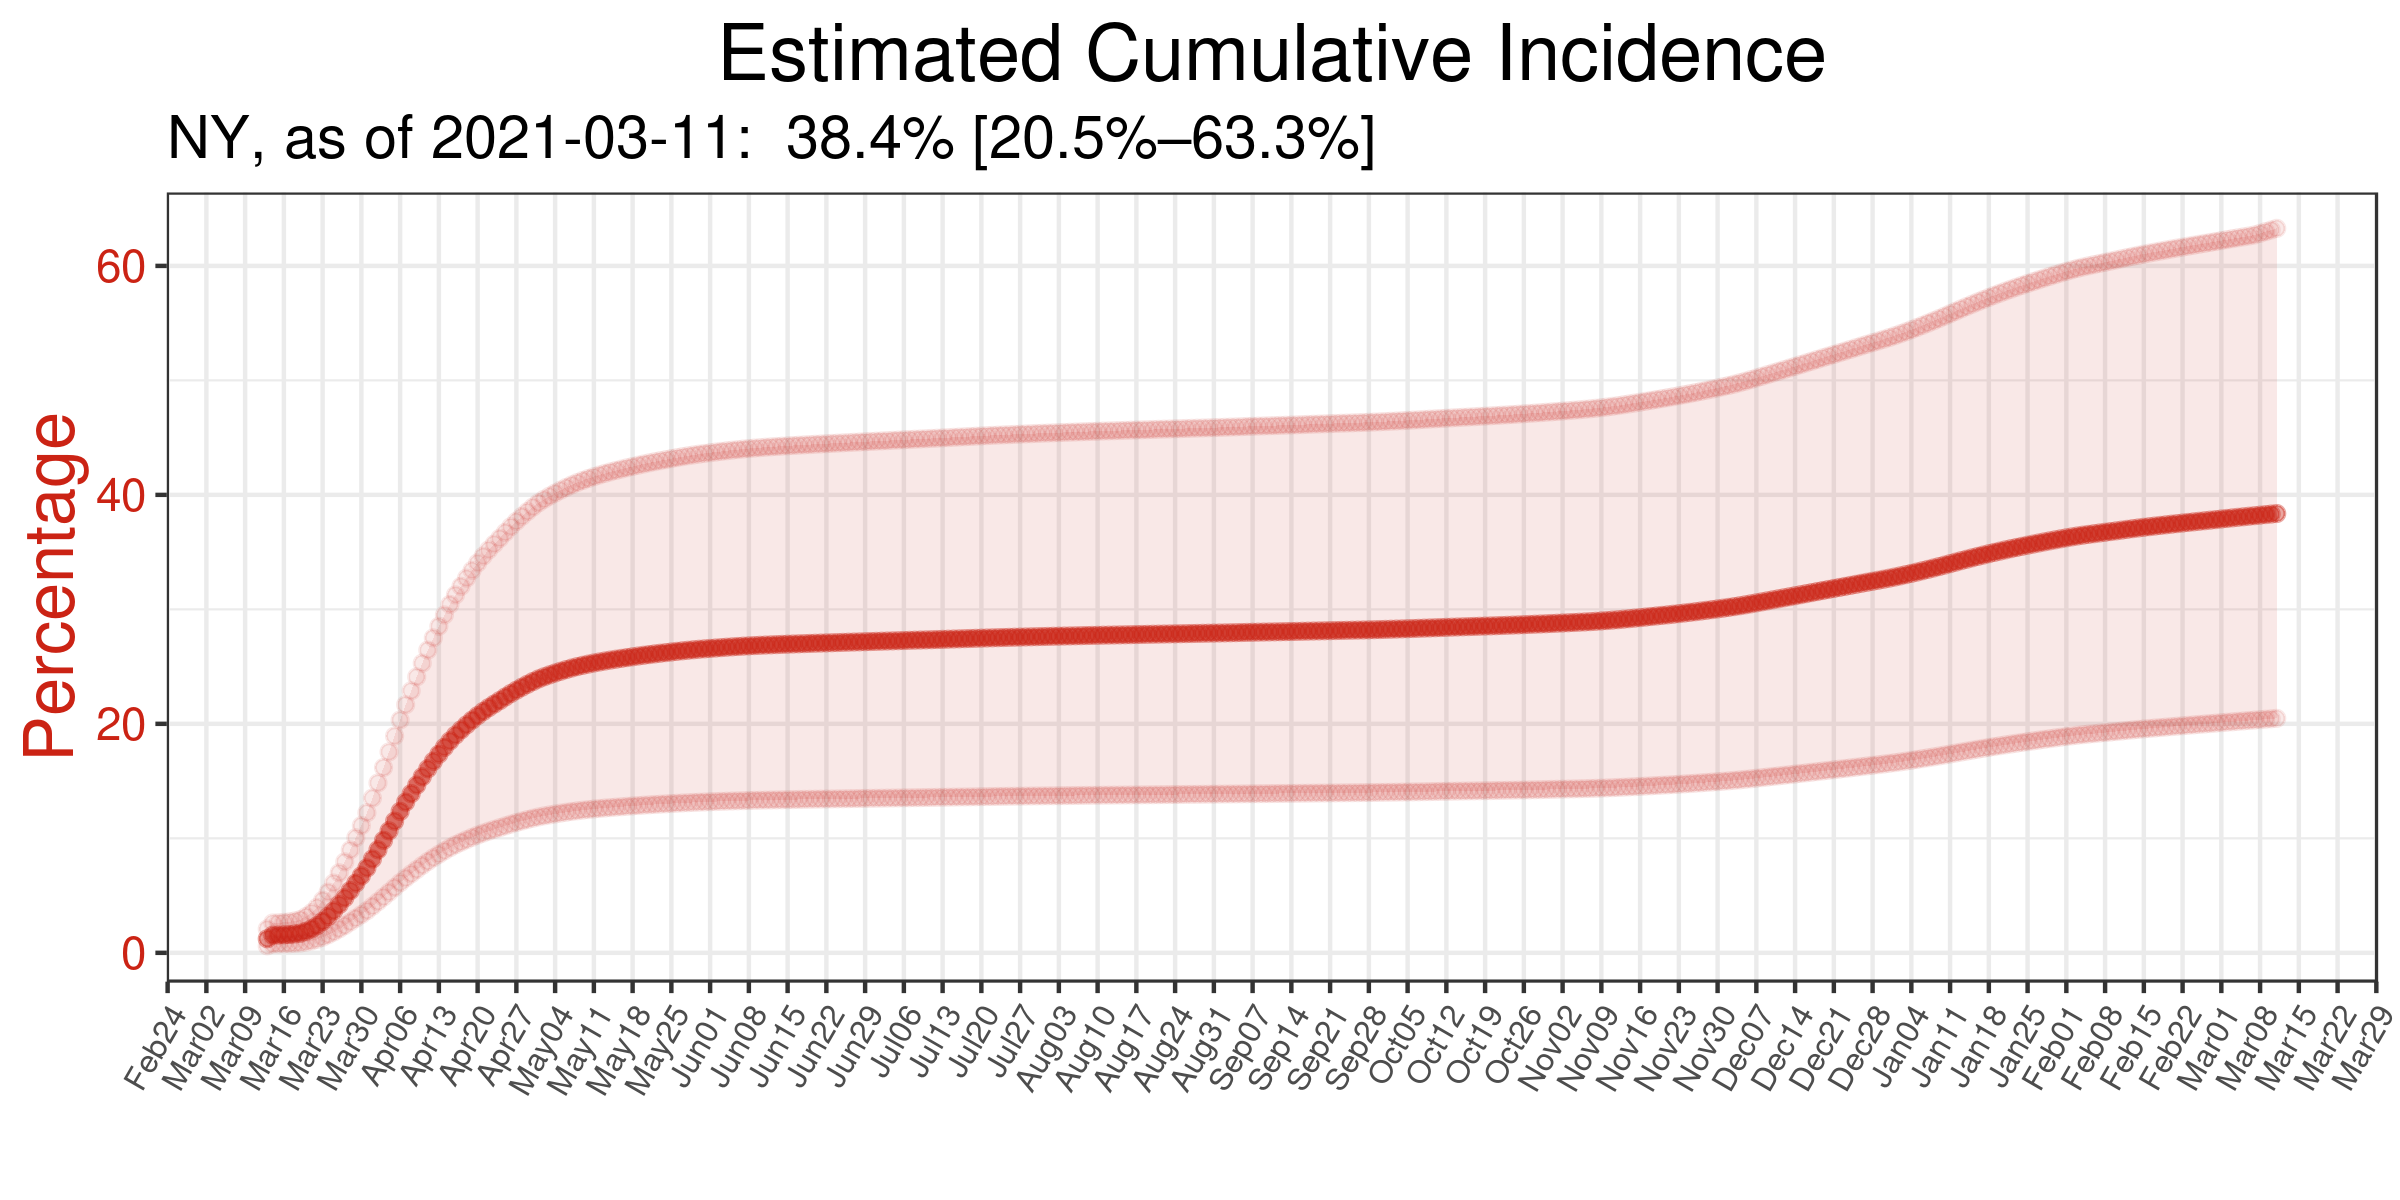 Estimated Cumulative Incidence
NY, as of 2021-03-11:  38.4% [20.5%–63.3%]
Percentage
60
40
20
0
Feb24
Mar02
Mar09
Mar16
Mar23
Mar30
Apr06
Apr13
Apr20
Apr27
May04
May11
May18
May25
Jun01
Jun08
Jun15
Jun22
Jun29
Jul06
Jul13
Jul20
Jul27
Aug03
Aug10
Aug17
Aug24
Aug31
Sep07
Sep14
Sep21
Sep28
Oct05
Oct12
Oct19
Oct26
Nov02
Nov09
Nov16
Nov23
Nov30
Dec07
Dec14
Dec21
Dec28
Jan04
Jan11
Jan18
Jan25
Feb01
Feb08
Feb15
Feb22
Mar01
Mar08
Mar15
Mar22
Mar29